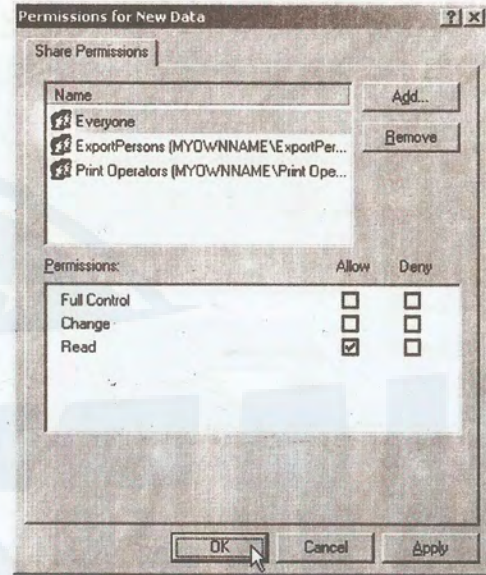 Permissions for New Data
Share Permissions
Name
Everyone
ExportPersons (MYOWNNAME\ExportPer...
Print Operators (MYOWNNAME\Print Ope...
Add...
Remove
Permissions: Allow Deny
Full Control
Change
Read
OK Cancel Apply